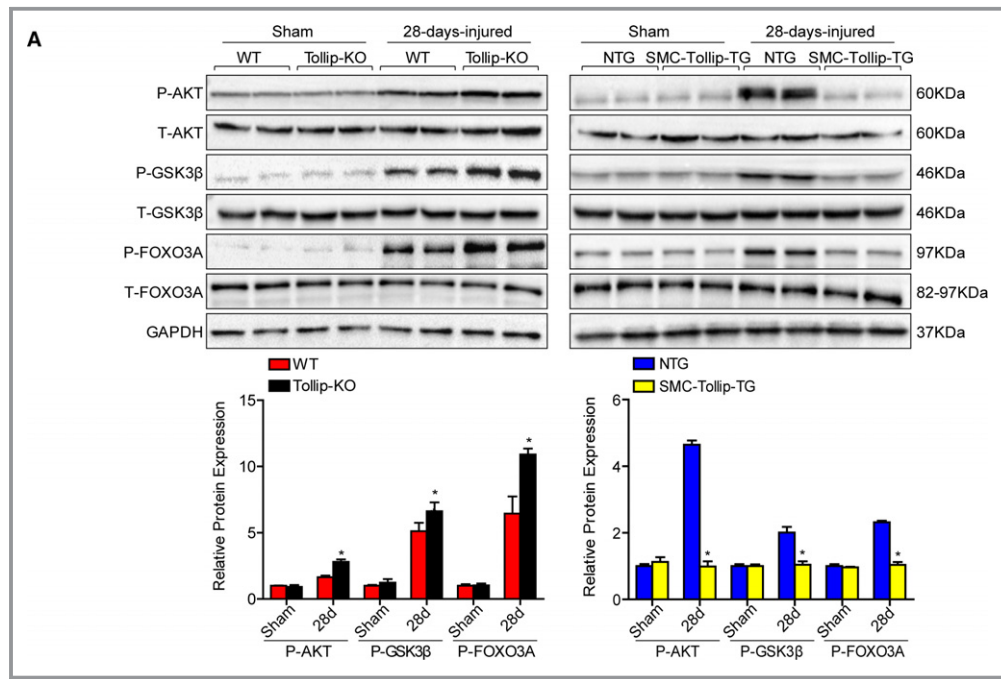 A
Sham 28-days-injured Sham 28-days-injured
WT Tollip-KO WT Tollip-KO NTG SMC-Tollip-TG NTG SMC-Tollip-TG
P-AKT 60KDa
T-AKT 60KDa
P-GSK3β 46KDa
T-GSK3β 46KDa
P-FOXO3A 97KDa
T-FOXO3A 82-97KDa
GAPDH 37KDa
WT
Tollip-KO
Relative Protein Expression
15
10
5
0
* * *
Sham 28d Sham 28d Sham 28d
P-AKT P-GSK3β P-FOXO3A
NTG
SMC-Tollip-TG
Relative Protein Expression
6
4
2
0
* * *
Sham 28d Sham 28d Sham 28d
P-AKT P-GSK3β P-FOXO3A